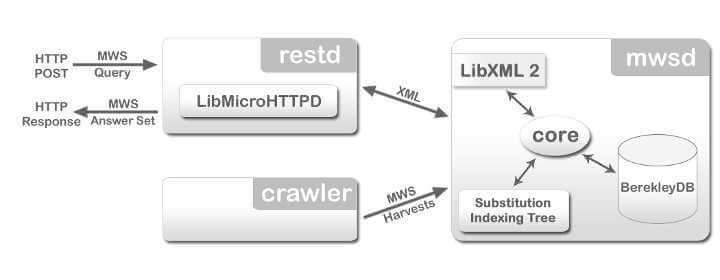 HTTP
POST
MWS
Query
HTTP
Response
MWS
Answer Set
restd
LibMicroHTTPD
XML
crawler
MWS
Harvests
mwsd
LibXML 2
core
BerekleyDB
Substitution
Indexing Tree